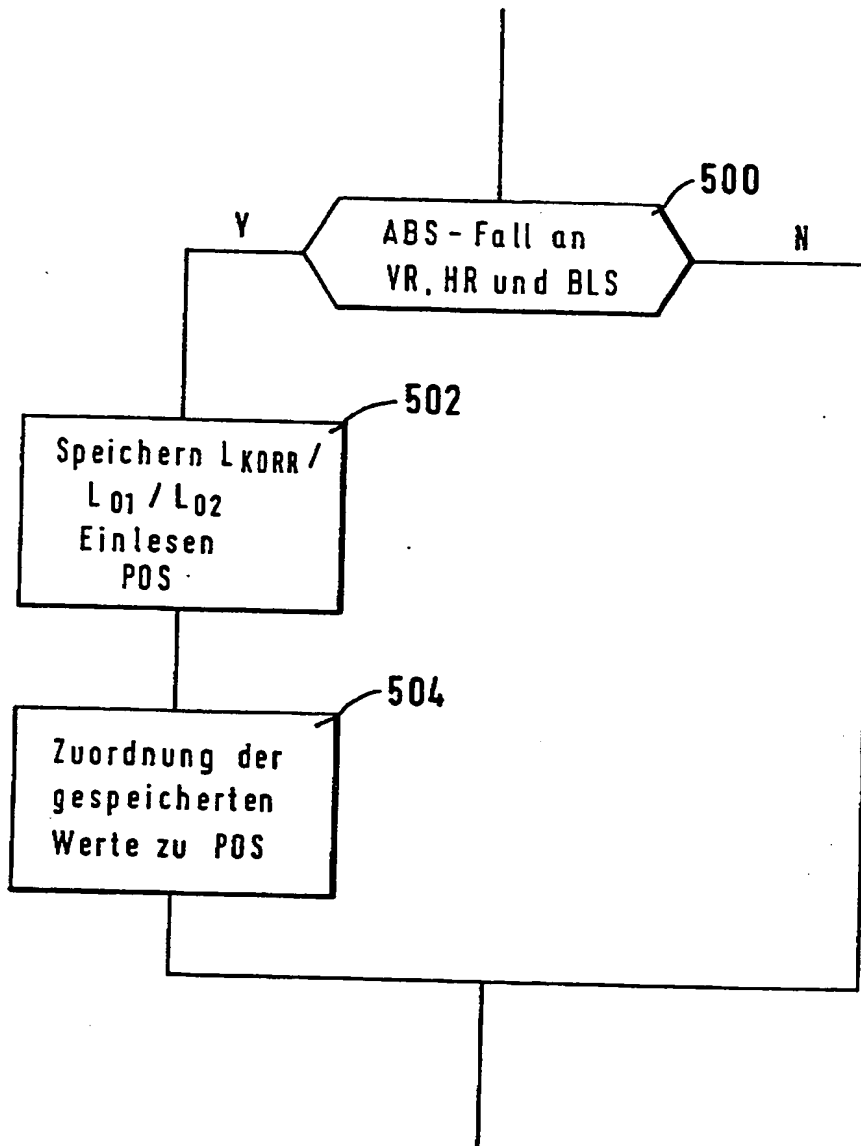 500
Y
ABS-Fall an
VR, HR und BLS
N
502
Speichern LKORR/
L01/L02
Einlesen
POS
504
Zuordnung der
gespeicherten
Werte zu POS